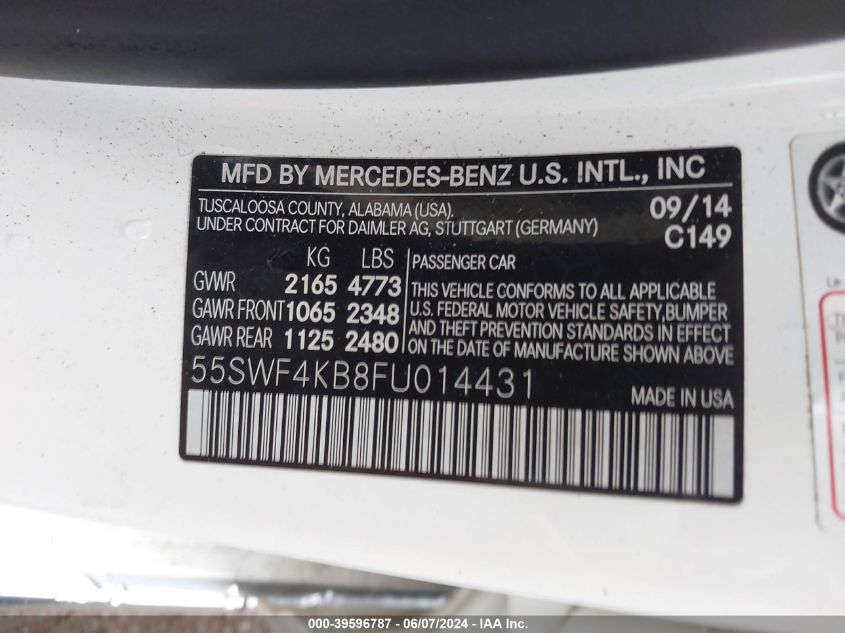 MFD BY MERCEDES-BENZ U.S. INTL., INC
TUSCALOOSA COUNTY, ALABAMA (USA). 09/14
UNDER CONTRACT FOR DAIMLER AG, STUTTGART (GERMANY) C149
KG LBS PASSENGER CAR
GVWR 2165 4773 THIS VEHICLE CONFORMS TO ALL APPLICABLE
GAWR FRONT 1065 2348 U.S. FEDERAL MOTOR VEHICLE SAFETY, BUMPER
GAWR REAR 1125 2480 AND THEFT PREVENTION STANDARDS IN EFFECT
ON THE DATE OF MANUFACTURE SHOWN ABOVE
55SWF4KB8FU014431 MADE IN USA
000-39596787 - 06/07/2024 - IAA Inc.